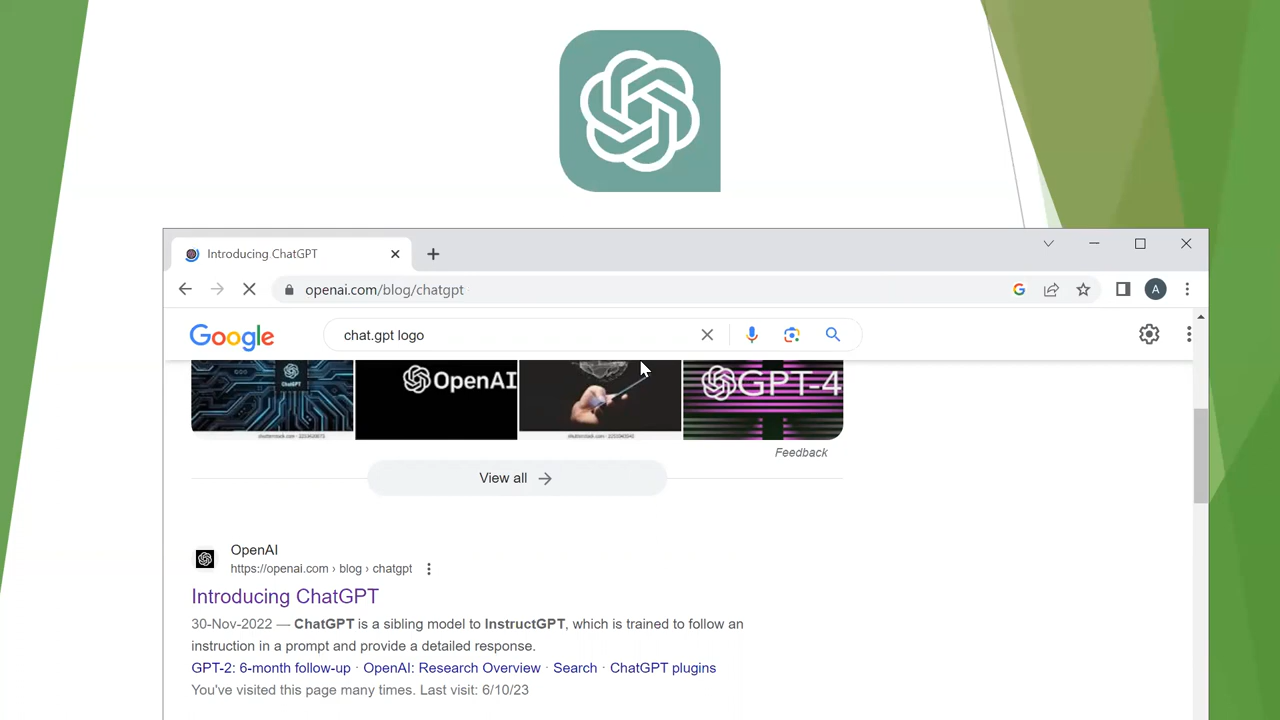 Introducing ChatGPT
openai.com/blog/chatgpt
A
Google
chat.gpt logo
ChatGPT
OpenAI
GPT-4
Feedback
View all
OpenAI
https://openai.com › blog › chatgpt
Introducing ChatGPT
30-Nov-2022 — ChatGPT is a sibling model to InstructGPT, which is trained to follow an
instruction in a prompt and provide a detailed response.
GPT-2: 6-month follow-up · OpenAI: Research Overview · Search · ChatGPT plugins
You've visited this page many times. Last visit: 6/10/23